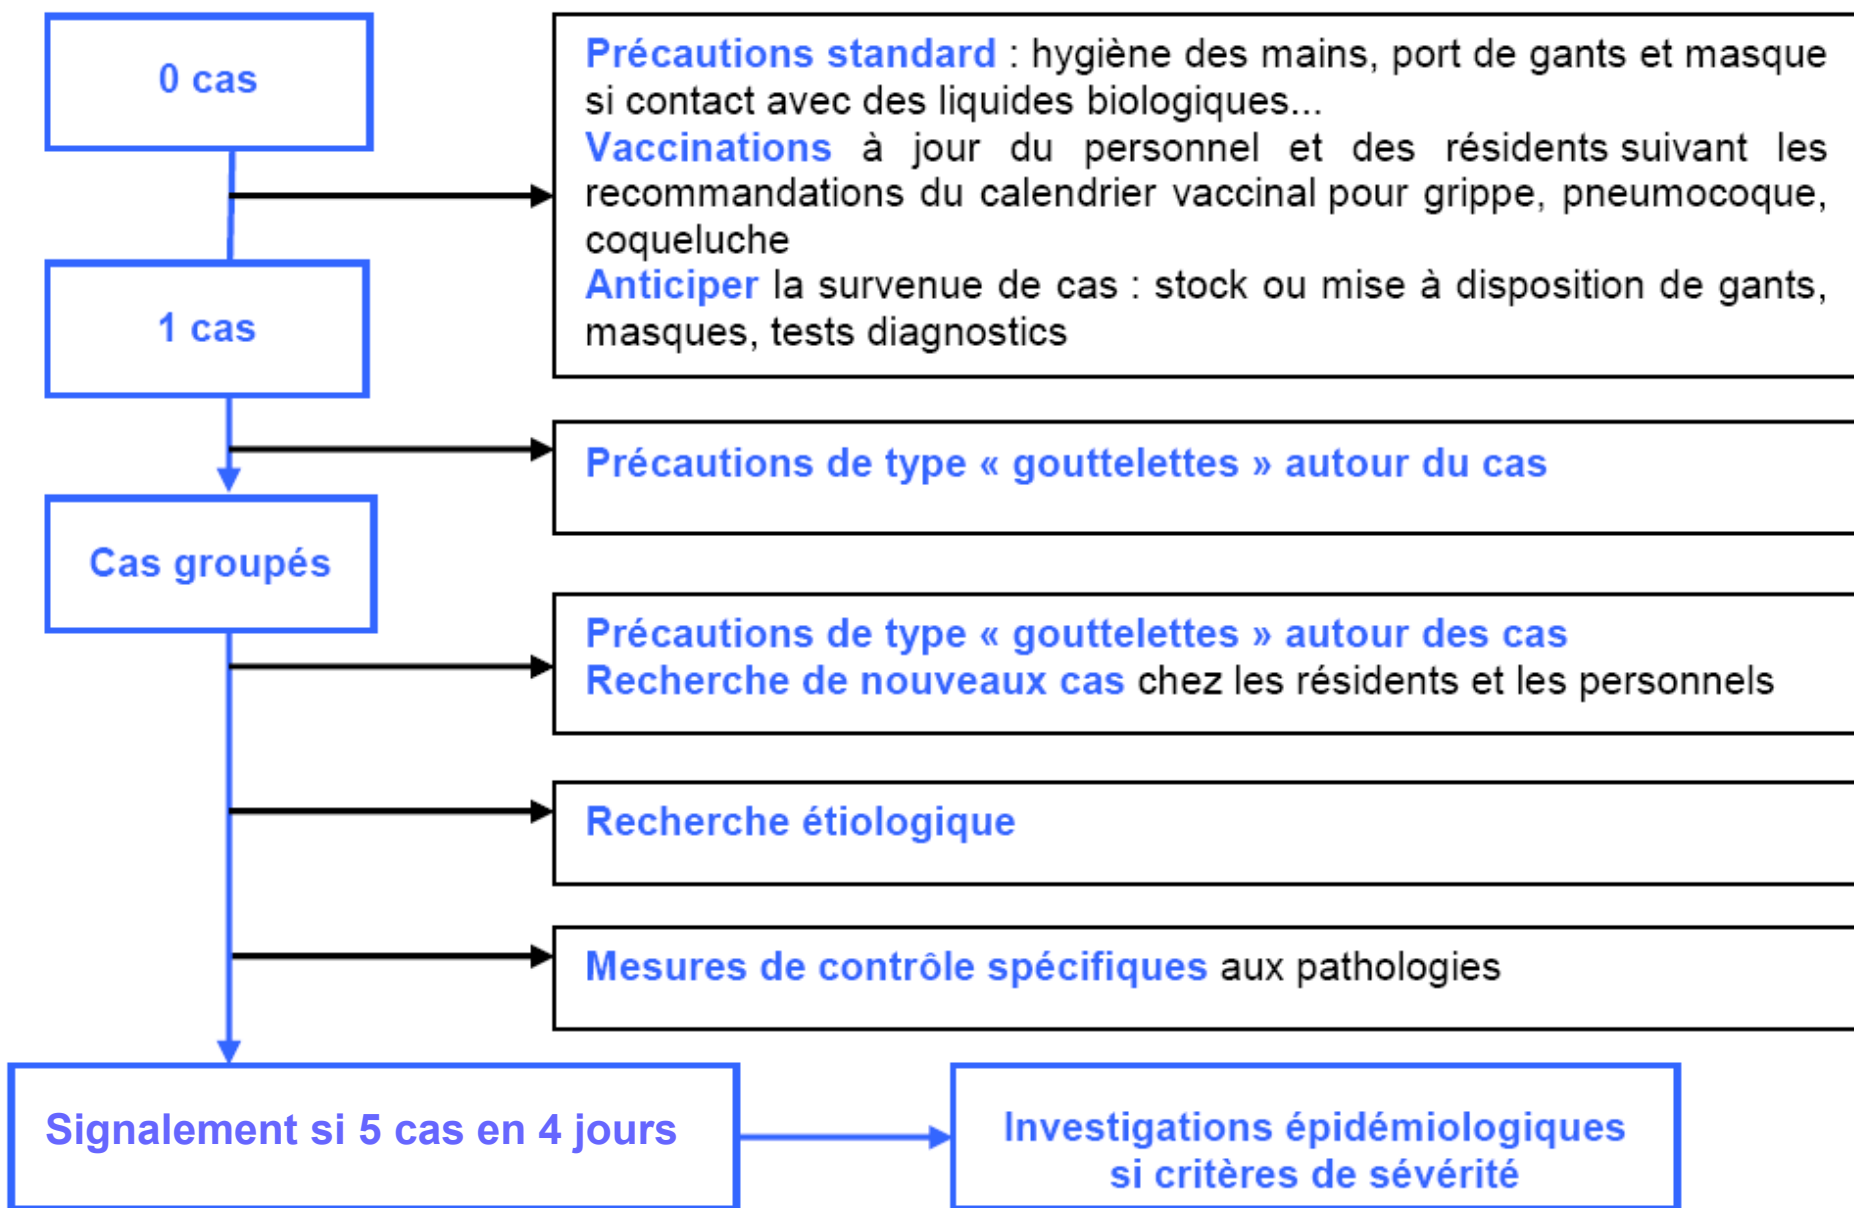 0 cas
Précautions standard : hygiène des mains, port de gants et masque
si contact avec des liquides biologiques...
Vaccinations à jour du personnel et des résidents suivant les
recommandations du calendrier vaccinal pour grippe, pneumocoque,
coqueluche
Anticiper la survenue de cas : stock ou mise à disposition de gants,
masques, tests diagnostics
1 cas
Précautions de type « gouttelettes » autour du cas
Cas groupés
Précautions de type « gouttelettes » autour des cas
Recherche de nouveaux cas chez les résidents et les personnels
Recherche étiologique
Mesures de contrôle spécifiques aux pathologies
Signalement si 5 cas en 4 jours
Investigations épidémiologiques
si critères de sévérité